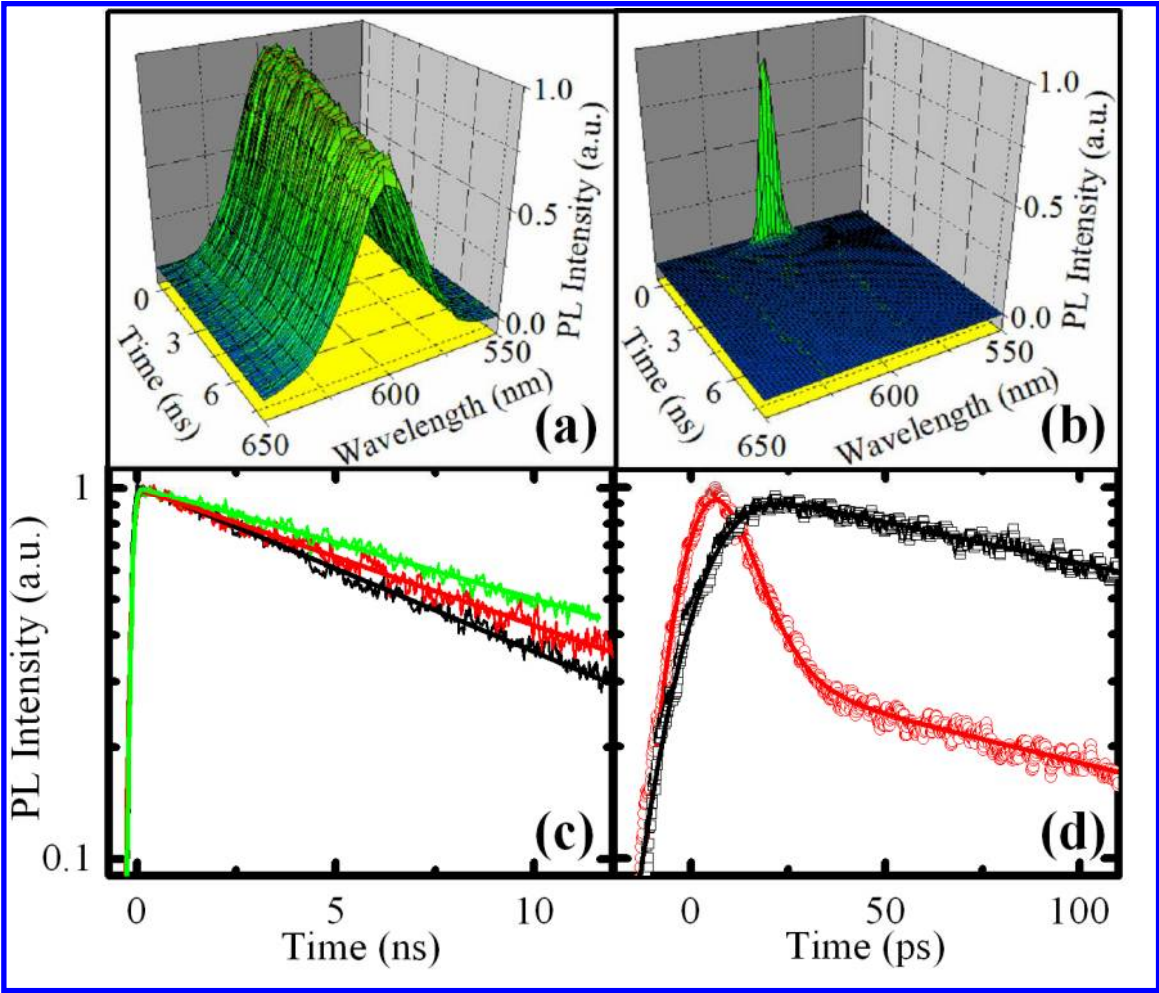 1.0
0.5
0.0
PL Intensity (a.u.)
0
3
6
Time (ns)
650
600
550
Wavelength (nm)
(a)
1.0
0.5
0.0
PL Intensity (a.u.)
0
3
6
Time (ns)
650
600
550
Wavelength (nm)
(b)
1
0.1
PL Intensity (a.u.)
0
5
10
Time (ns)
(c)
0
50
100
Time (ps)
(d)